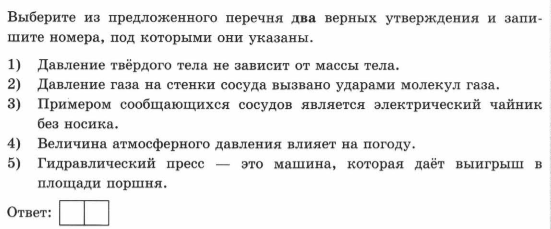 Выберите из предложенного перечня два верных утверждения и запи-
шите номера, под которыми они указаны.
1) Давление твёрдого тела не зависит от массы тела.
2) Давление газа на стенки сосуда вызвано ударами молекул газа.
3) Примером сообщающихся сосудов является электрический чайник
без носика.
4) Величина атмосферного давления влияет на погоду.
5) Гидравлический пресс — это машина, которая даёт выигрыш в
площади поршня.
Ответ: